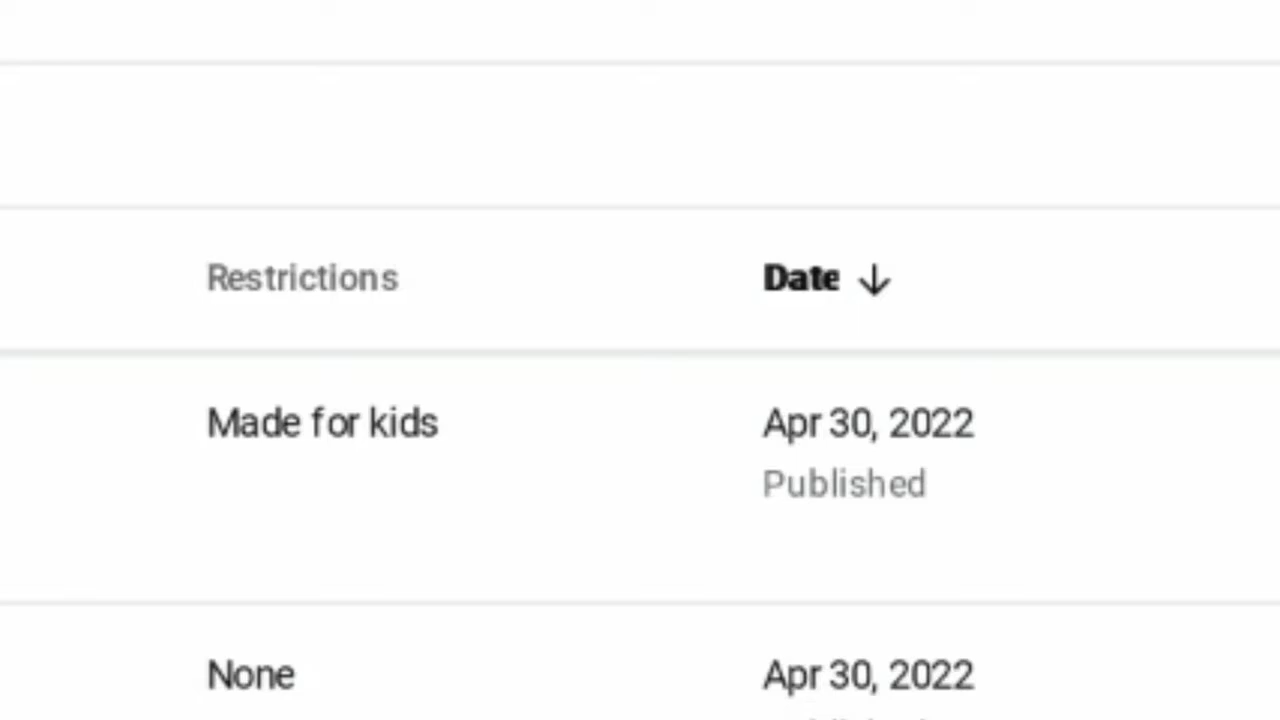 Restrictions Date
Made for kids Apr 30, 2022
Published
None Apr 30, 2022